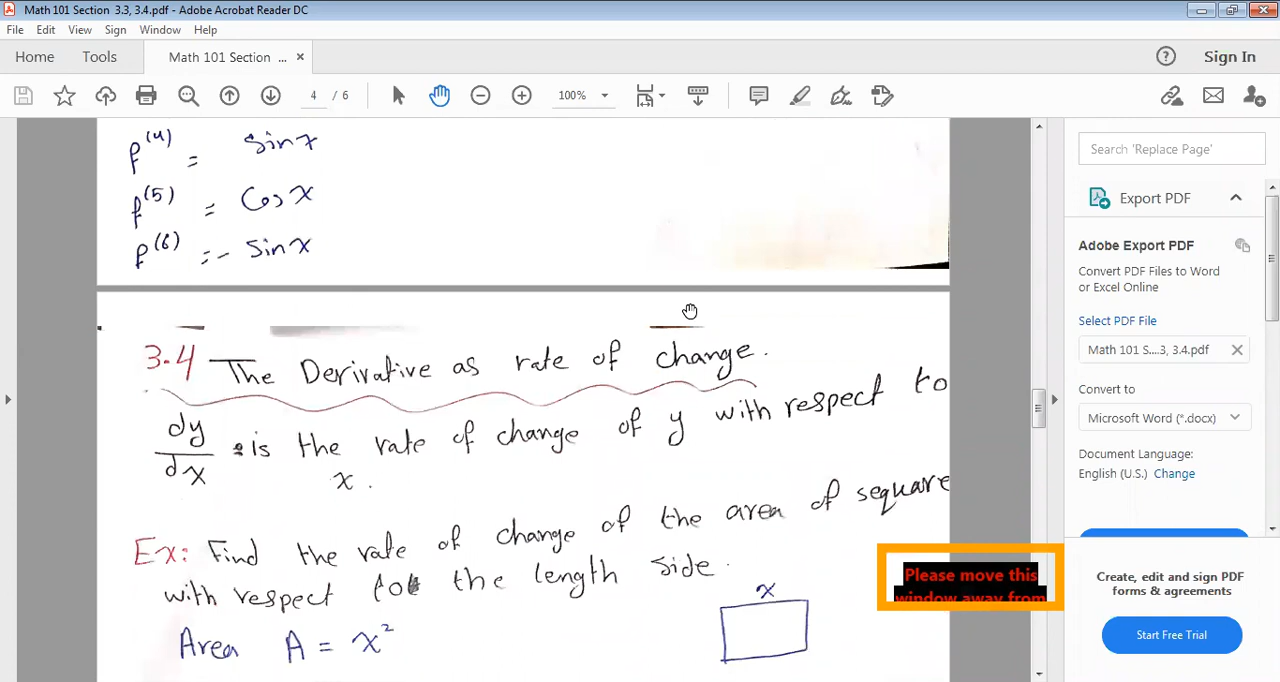 Math 101 Section 3.3, 3.4.pdf - Adobe Acrobat Reader DC
File Edit View Sign Window Help
Home Tools Math 101 Section ... × Sign In
4 / 6 100%
f(4) = sin x
f(5) = Cos x
f(6) = - sin x
3.4 The Derivative as rate of change.
dy/dx : is the rate of change of y with respect to
x.
Ex: Find the rate of change of the area of sequare
with respect to the length side.
x
Area A = x²
Please move this
window away from
Search 'Replace Page'
Export PDF
Adobe Export PDF
Convert PDF Files to Word
or Excel Online
Select PDF File
Math 101 S....3, 3.4.pdf ×
Convert to
Microsoft Word (*.docx)
Document Language:
English (U.S.) Change
Create, edit and sign PDF
forms & agreements
Start Free Trial